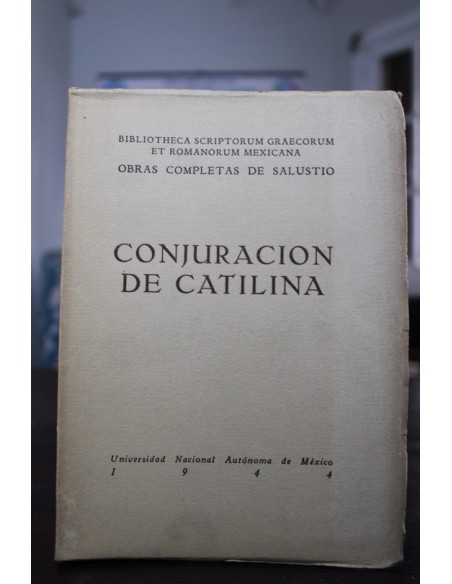 BIBLIOTHECA SCRIPTORUM GRAECORUM
ET ROMANORUM MEXICANA
OBRAS COMPLETAS DE SALUSTIO
CONJURACION
DE CATILINA
Universidad Nacional Autónoma de México
1 9 4 4